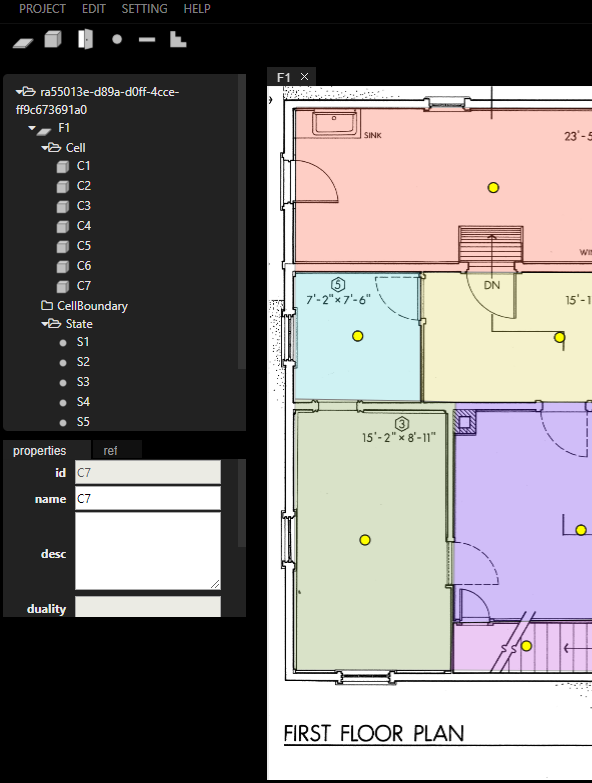 PROJECT EDIT SETTING HELP
ra55013e-d89a-d0ff-4cce-
ff9c673691a0
F1
Cell
C1
C2
C3
C4
C5
C6
C7
CellBoundary
State
S1
S2
S3
S4
S5
properties ref
id C7
name C7
desc
duality
F1 ×
SINK
23'-5
WI
5
7'-2" × 7'-6"
DN
15'-1
3
15'-2" × 8'-11"
FIRST FLOOR PLAN